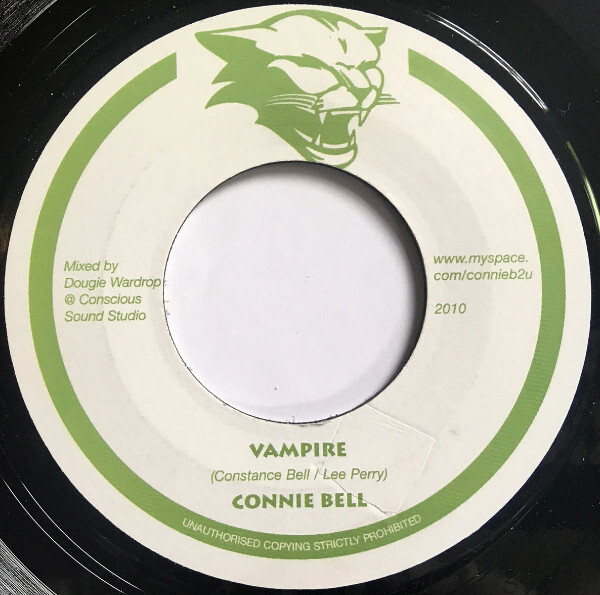 Mixed by
Dougie Wardrop
@ Conscious
Sound Studio
www.myspace.
com/connieb2u
2010
VAMPIRE
(Constance Bell / Lee Perry)
CONNIE BELL
UNAUTHORISED COPYING STRICTLY PROHIBITED